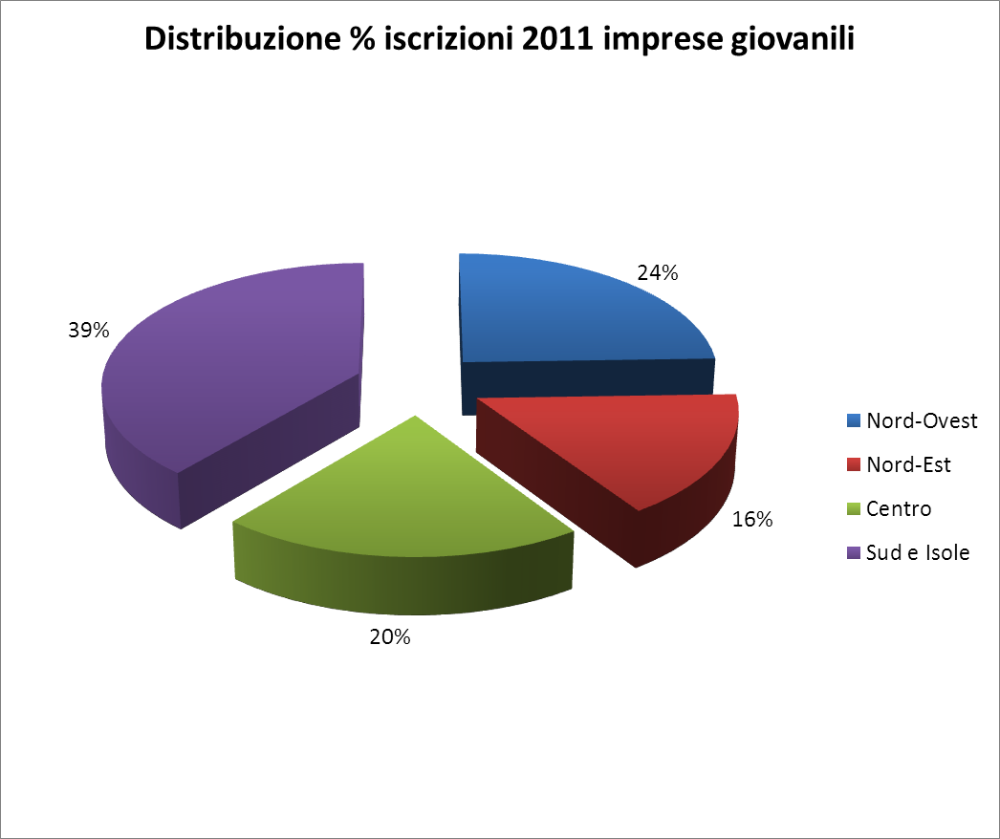 Distribuzione % iscrizioni 2011 imprese giovanili
24%
39%
16%
20%
Nord-Ovest
Nord-Est
Centro
Sud e Isole